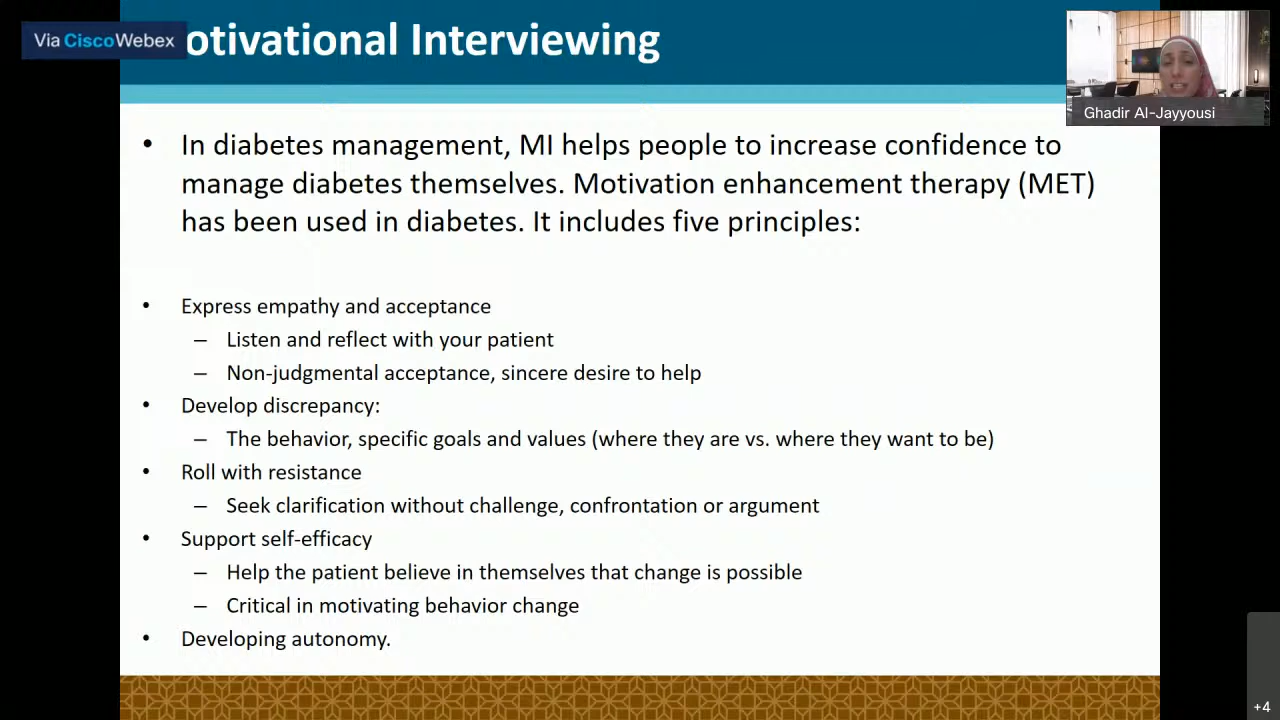 Via CiscoWebex
otivational Interviewing
Ghadir Al-Jayyousi
• In diabetes management, MI helps people to increase confidence to
manage diabetes themselves. Motivation enhancement therapy (MET)
has been used in diabetes. It includes five principles:
• Express empathy and acceptance
– Listen and reflect with your patient
– Non-judgmental acceptance, sincere desire to help
• Develop discrepancy:
– The behavior, specific goals and values (where they are vs. where they want to be)
• Roll with resistance
– Seek clarification without challenge, confrontation or argument
• Support self-efficacy
– Help the patient believe in themselves that change is possible
– Critical in motivating behavior change
• Developing autonomy.
+4